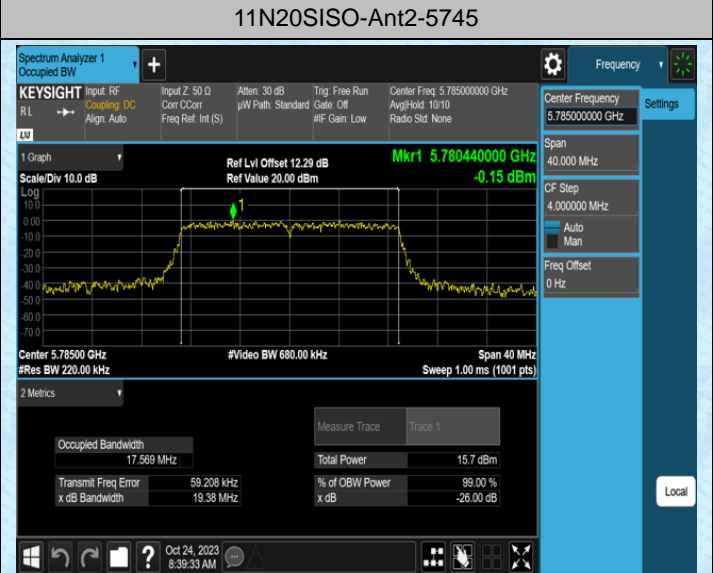 11N20SISO-Ant2-5745
Spectrum Analyzer 1
Occupied BW
Frequency
KEYSIGHT
RL
Input: RF
Coupling: DC
Align: Auto
Input Z: 50 Ω
Corr CCorr
Freq Ref: Int (S)
Atten: 30 dB
µW Path: Standard
Trig: Free Run
Gate: Off
#IF Gain: Low
Center Freq: 5.785000000 GHz
Avg|Hold: 10/10
Radio Std: None
Center Frequency
5.785000000 GHz
Settings
Span
40.000 MHz
CF Step
4.000000 MHz
Auto
Man
Freq Offset
0 Hz
1 Graph
Ref Lvl Offset 12.29 dB
Mkr1 5.780440000 GHz
Scale/Div 10.0 dB
Ref Value 20.00 dBm
-0.15 dBm
Log
10.0
0.00
-10.0
-20.0
-30.0
-40.0
-50.0
-60.0
-70.0
1
Center 5.78500 GHz
#Video BW 680.00 kHz
Span 40 MHz
#Res BW 220.00 kHz
Sweep 1.00 ms (1001 pts)
2 Metrics
Measure Trace
Trace 1
Occupied Bandwidth
17.569 MHz
Total Power
15.7 dBm
Transmit Freq Error
59.208 kHz
% of OBW Power
99.00 %
x dB Bandwidth
19.38 MHz
x dB
-26.00 dB
Local
?
Oct 24, 2023
8:39:33 AM